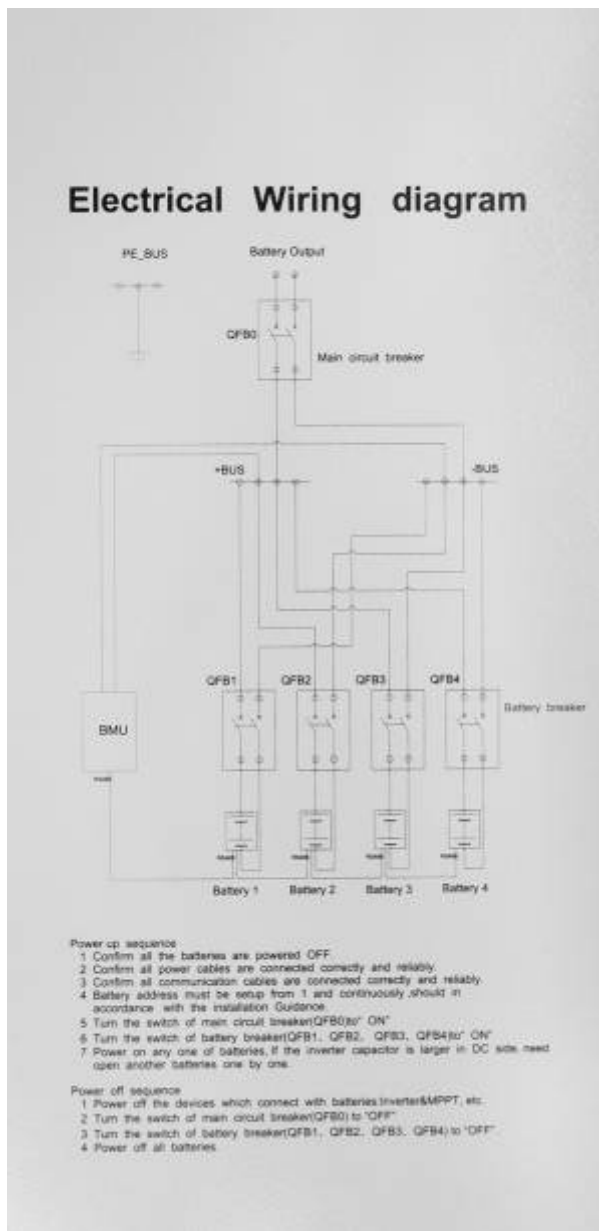 Electrical Wiring diagram
PE_BUS
Battery Output
QFB0
Main circuit breaker
+BUS
-BUS
QFB1
QFB2
QFB3
QFB4
Battery breaker
BMU
Battery 1
Battery 2
Battery 3
Battery 4
Power up sequence
1 Confirm all the batteries are powered OFF
2 Confirm all power cables are connected correctly and reliably.
3 Confirm all communication cables are connected correctly and reliably.
4 Battery address must be setup from 1 and continuously ,should in
accordance with the installation Guidance.
5 Turn the switch of main circuit breaker(QFB0)to" ON"
6 Turn the switch of battery breaker(QFB1、QFB2、 QFB3、QFB4)to" ON"
7 Power on any one of batteries, If the inverter capacitor is larger in DC side, need
open another batteries one by one.
Power off sequence
1 Power off the devices which connect with batteries:Inverter&MPPT, etc.
2 Turn the switch of main circuit breaker(QFB0) to "OFF"
3 Turn the switch of battery breaker(QFB1、QFB2、QFB3、QFB4) to "OFF"
4 Power off all batteries.